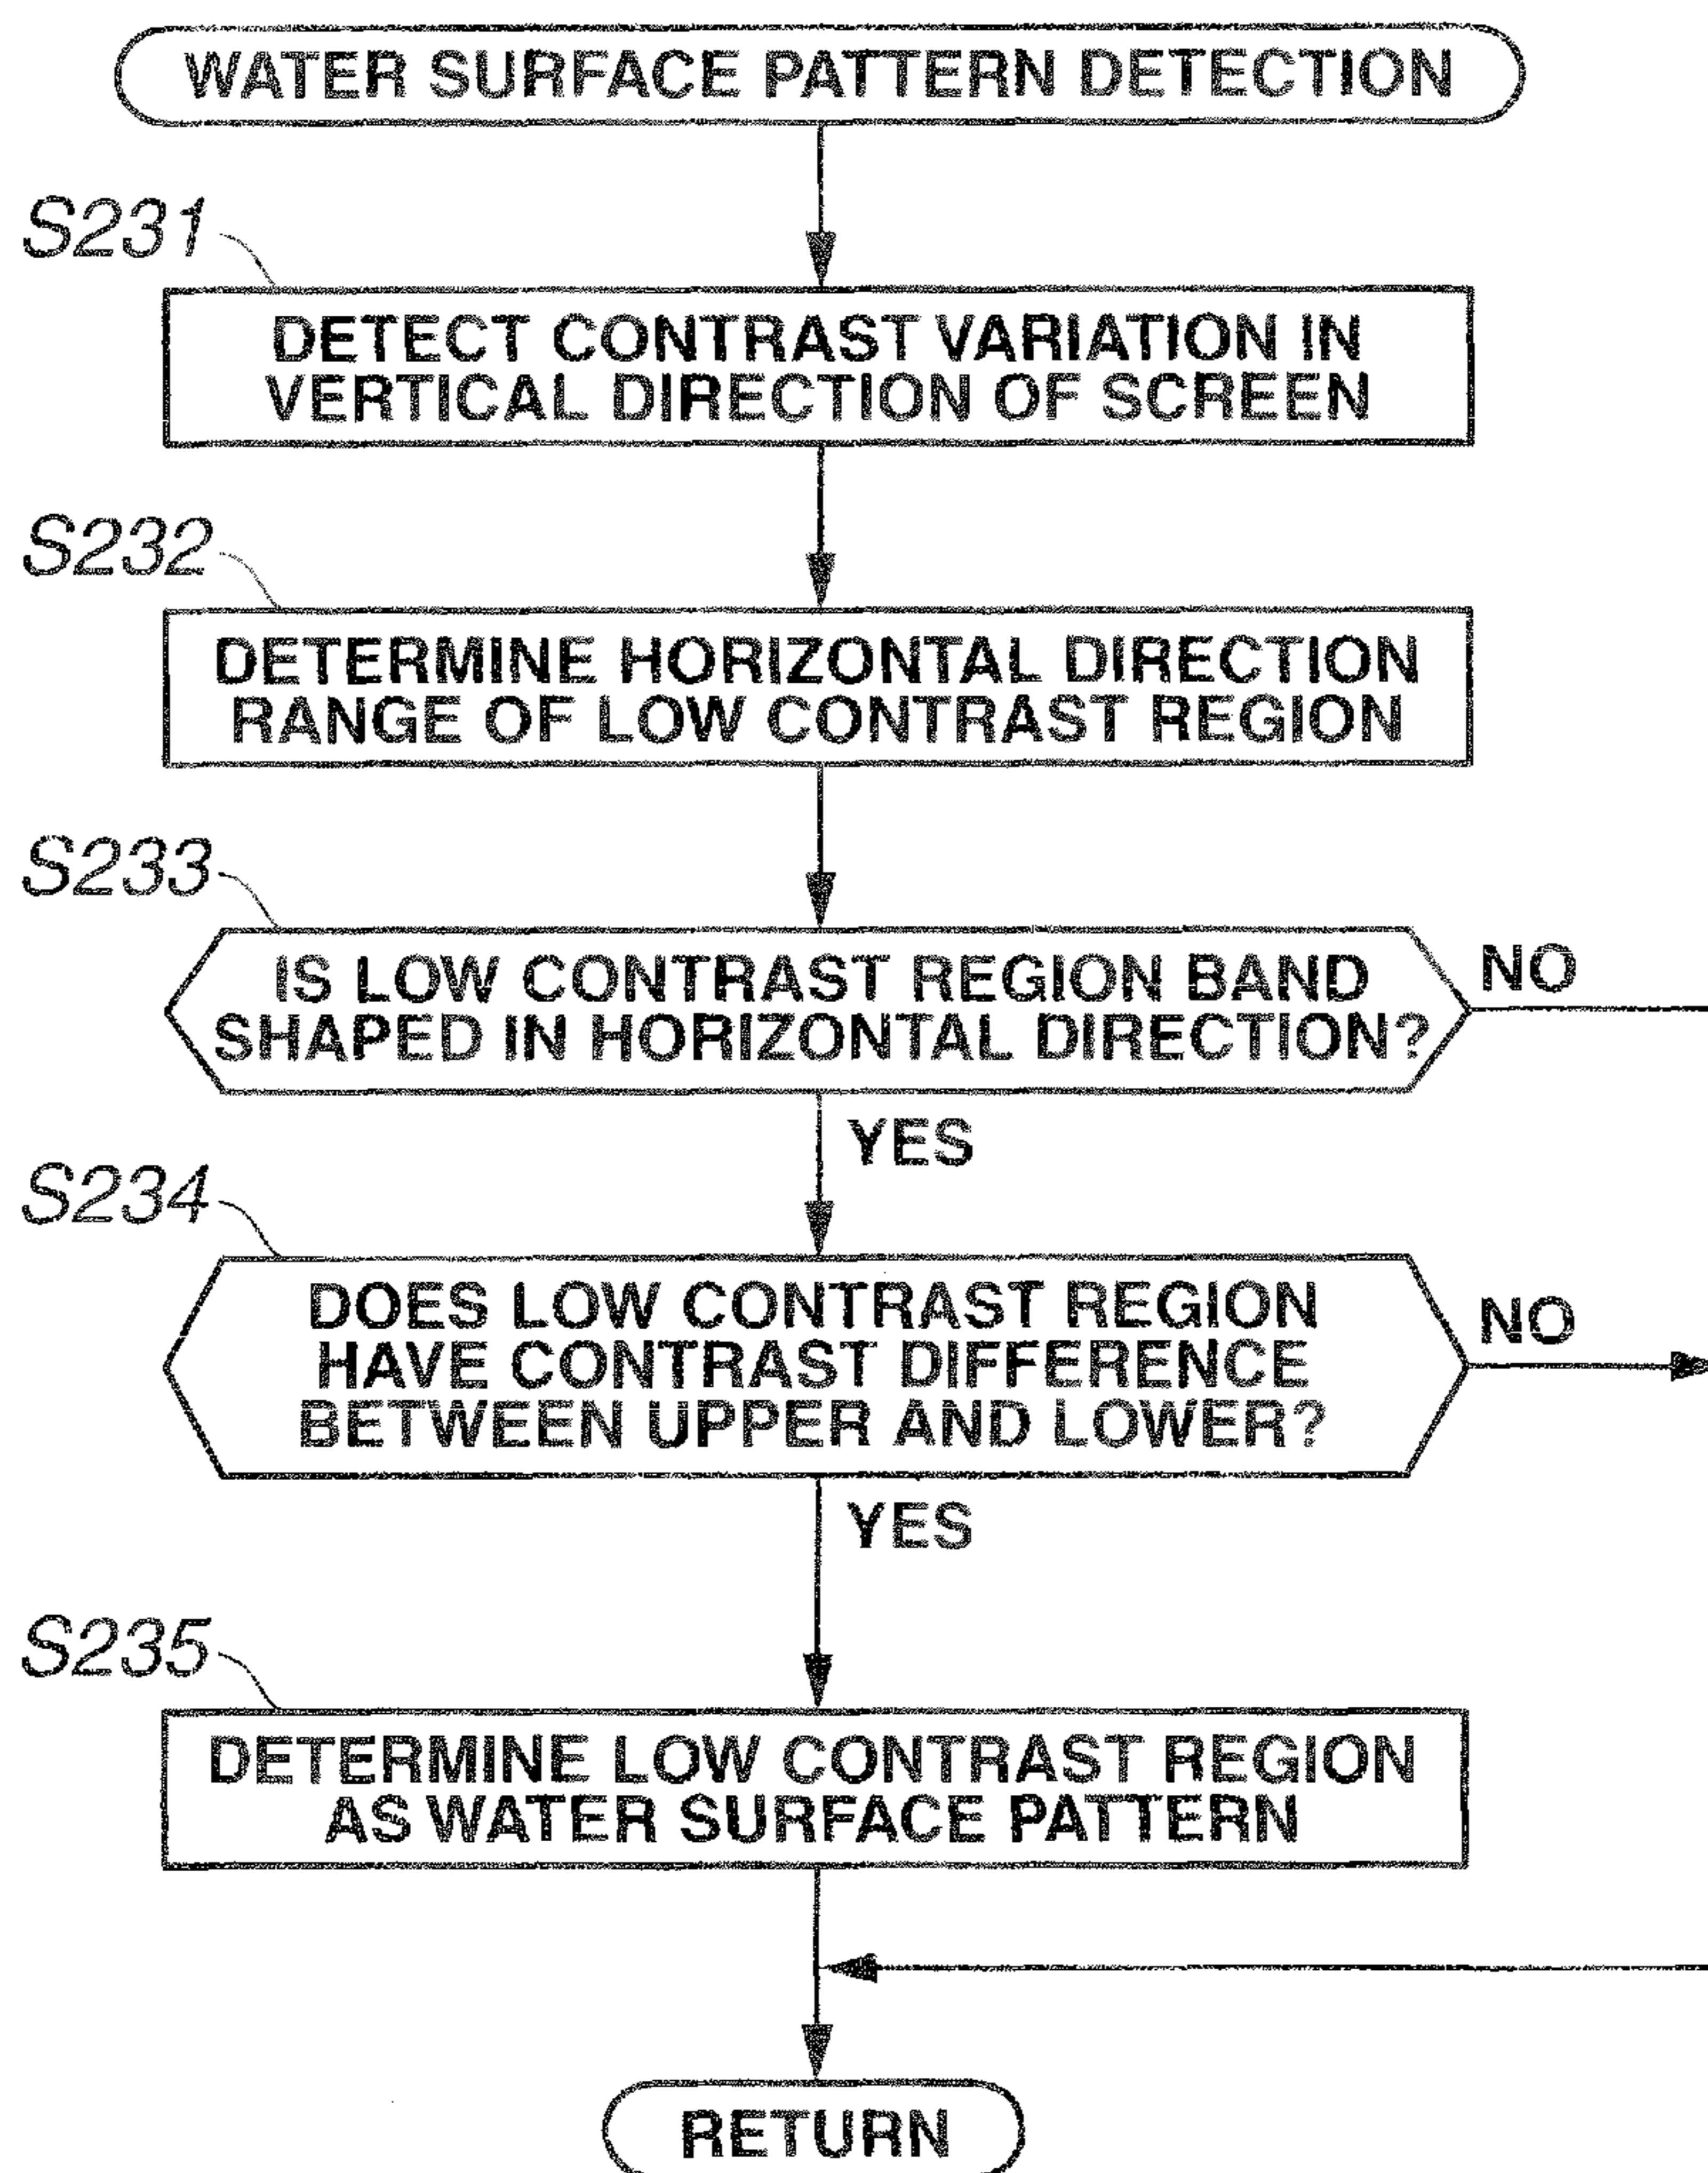 WATER SURFACE PATTERN DETECTION
S231
DETECT CONTRAST VARIATION IN
VERTICAL DIRECTION OF SCREEN
S232
DETERMINE HORIZONTAL DIRECTION
RANGE OF LOW CONTRAST REGION
S233
IS LOW CONTRAST REGION BAND
SHAPED IN HORIZONTAL DIRECTION?
NO
YES
S234
DOES LOW CONTRAST REGION
HAVE CONTRAST DIFFERENCE
BETWEEN UPPER AND LOWER?
NO
YES
S235
DETERMINE LOW CONTRAST REGION
AS WATER SURFACE PATTERN
RETURN